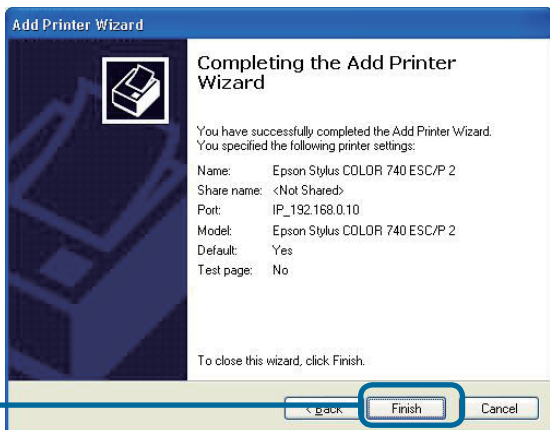 Add Printer Wizard
Completing the Add Printer
Wizard
You have successfully completed the Add Printer Wizard.
You specified the following printer settings:
Name: Epson Stylus COLOR 740 ESC/P 2
Share name: <Not Shared>
Port: IP_192.168.0.10
Model: Epson Stylus COLOR 740 ESC/P 2
Default: Yes
Test page: No
To close this wizard, click Finish.
< Back Finish Cancel